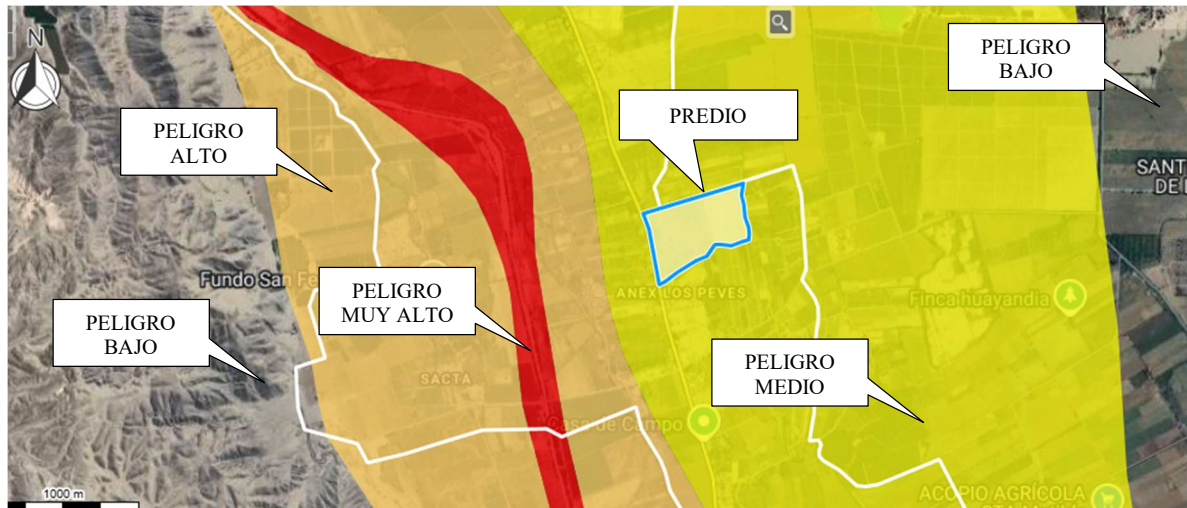 N
PELIGRO
BAJO
PREDIO
PELIGRO
ALTO
SANT
DE
Fundo San Fe
PELIGRO
MUY ALTO
ANEX LOS PEVES
Finca huayandia
PELIGRO
BAJO
PELIGRO
MEDIO
SACTA
Casa de Campo
1000 m
ACOPIO AGRÍCOLA